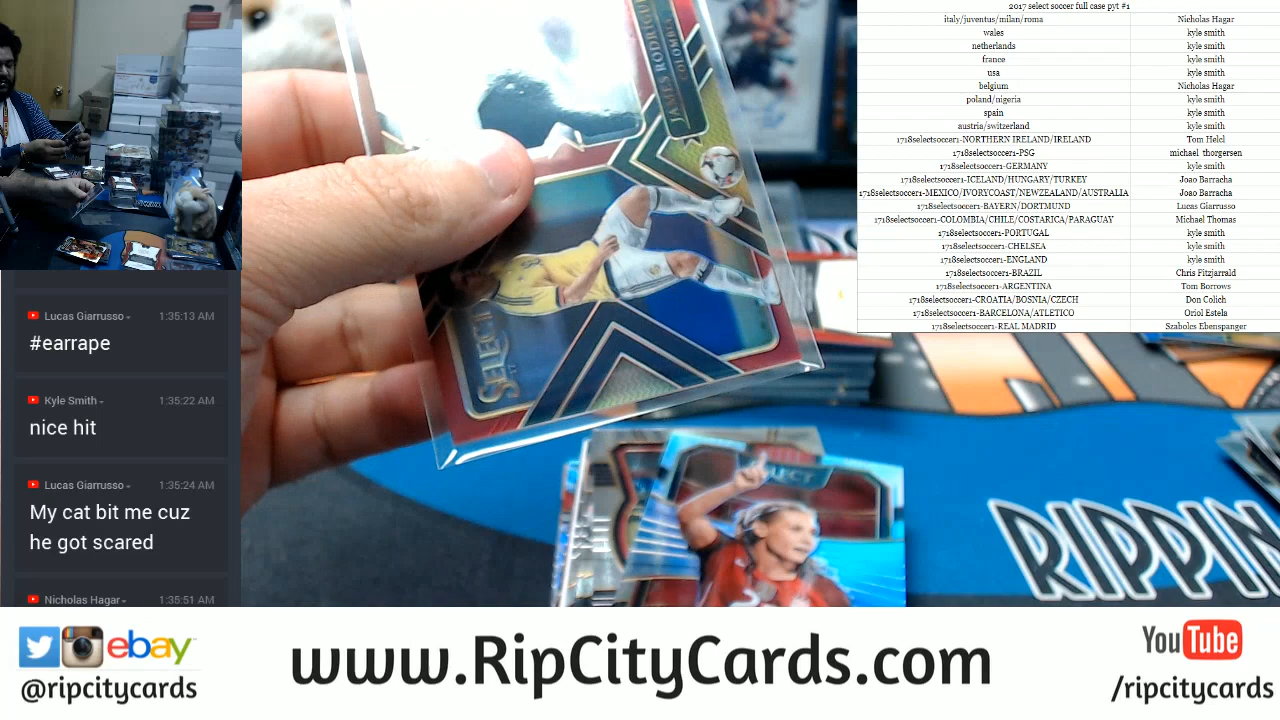 2017 select soccer full case pyt #1
italy/juventus/milan/roma Nicholas Hagar
wales kyle smith
netherlands kyle smith
france kyle smith
usa kyle smith
belgium Nicholas Hagar
poland/nigeria kyle smith
spain kyle smith
austria/switzerland kyle smith
1718selectsoccer1-NORTHERN IRELAND/IRELAND Tom Helcl
1718selectsoccer1-PSG michael thorgersen
1718selectsoccer1-GERMANY kyle smith
1718selectsoccer1-ICELAND/HUNGARY/TURKEY Joao Barracha
1718selectsoccer1-MEXICO/IVORYCOAST/NEWZEALAND/AUSTRALIA Joao Barracha
1718selectsoccer1-BAYERN/DORTMUND Lucas Giarrusso
1718selectsoccer1-COLOMBIA/CHILE/COSTARICA/PARAGUAY Michael Thomas
1718selectsoccer1-PORTUGAL kyle smith
1718selectsoccer1-CHELSEA kyle smith
1718selectsoccer1-ENGLAND kyle smith
1718selectsoccer1-BRAZIL Chris Fitzjarrald
1718selectsoccer1-ARGENTINA Tom Borrows
1718selectsoccer1-CROATIA/BOSNIA/CZECH Don Colich
1718selectsoccer1-BARCELONA/ATLETICO Oriol Estela
1718selectsoccer1-REAL MADRID Szabolcs Ebenspanger
JAMES RODRIGU
COLOMBIA
SELECT
Lucas Giarrusso 1:35:13 AM
#earrape
Kyle Smith 1:35:22 AM
nice hit
Lucas Giarrusso 1:35:24 AM
My cat bit me cuz
he got scared
Nicholas Hagar 1:35:51 AM
RIPPIN
ebay
@ripcitycards
www.RipCityCards.com
YouTube
/ripcitycards